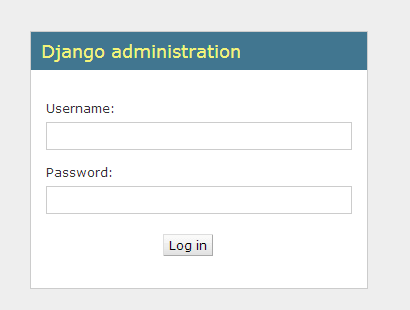 Django administration
Username:
Password:
Log in